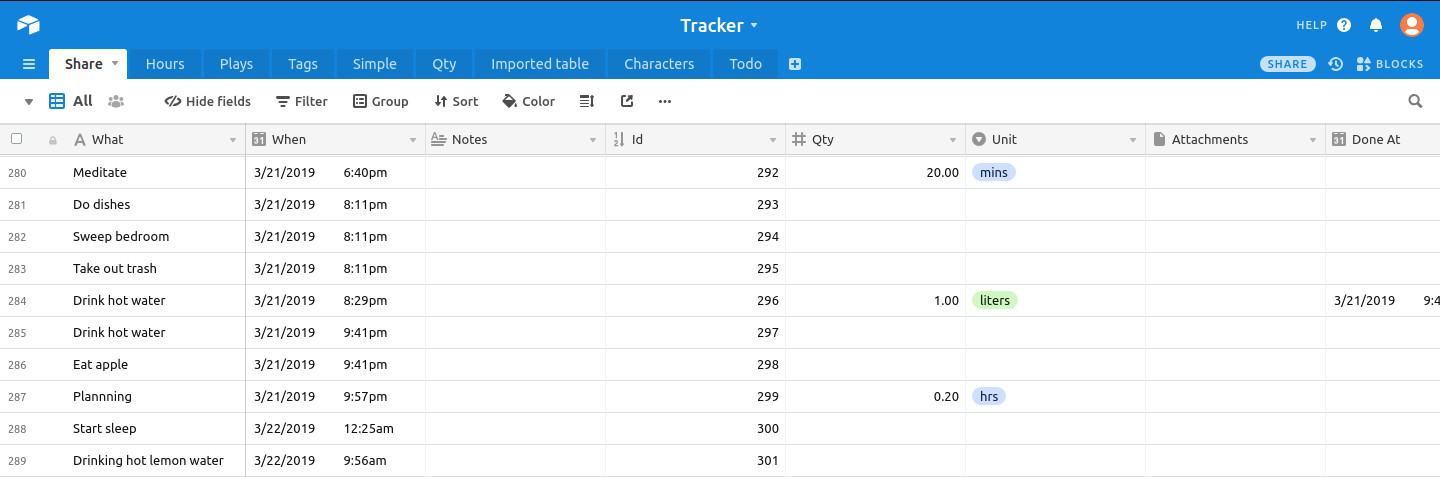 Tracker
HELP
Share Hours Plays Tags Simple Qty Imported table Characters Todo SHARE BLOCKS
All Hide fields Filter Group Sort Color
What When Notes Id Qty Unit Attachments Done At
280 Meditate 3/21/2019 6:40pm 292 20.00 mins
281 Do dishes 3/21/2019 8:11pm 293
282 Sweep bedroom 3/21/2019 8:11pm 294
283 Take out trash 3/21/2019 8:11pm 295
284 Drink hot water 3/21/2019 8:29pm 296 1.00 liters 3/21/2019 9:4
285 Drink hot water 3/21/2019 9:41pm 297
286 Eat apple 3/21/2019 9:41pm 298
287 Plannning 3/21/2019 9:57pm 299 0.20 hrs
288 Start sleep 3/22/2019 12:25am 300
289 Drinking hot lemon water 3/22/2019 9:56am 301